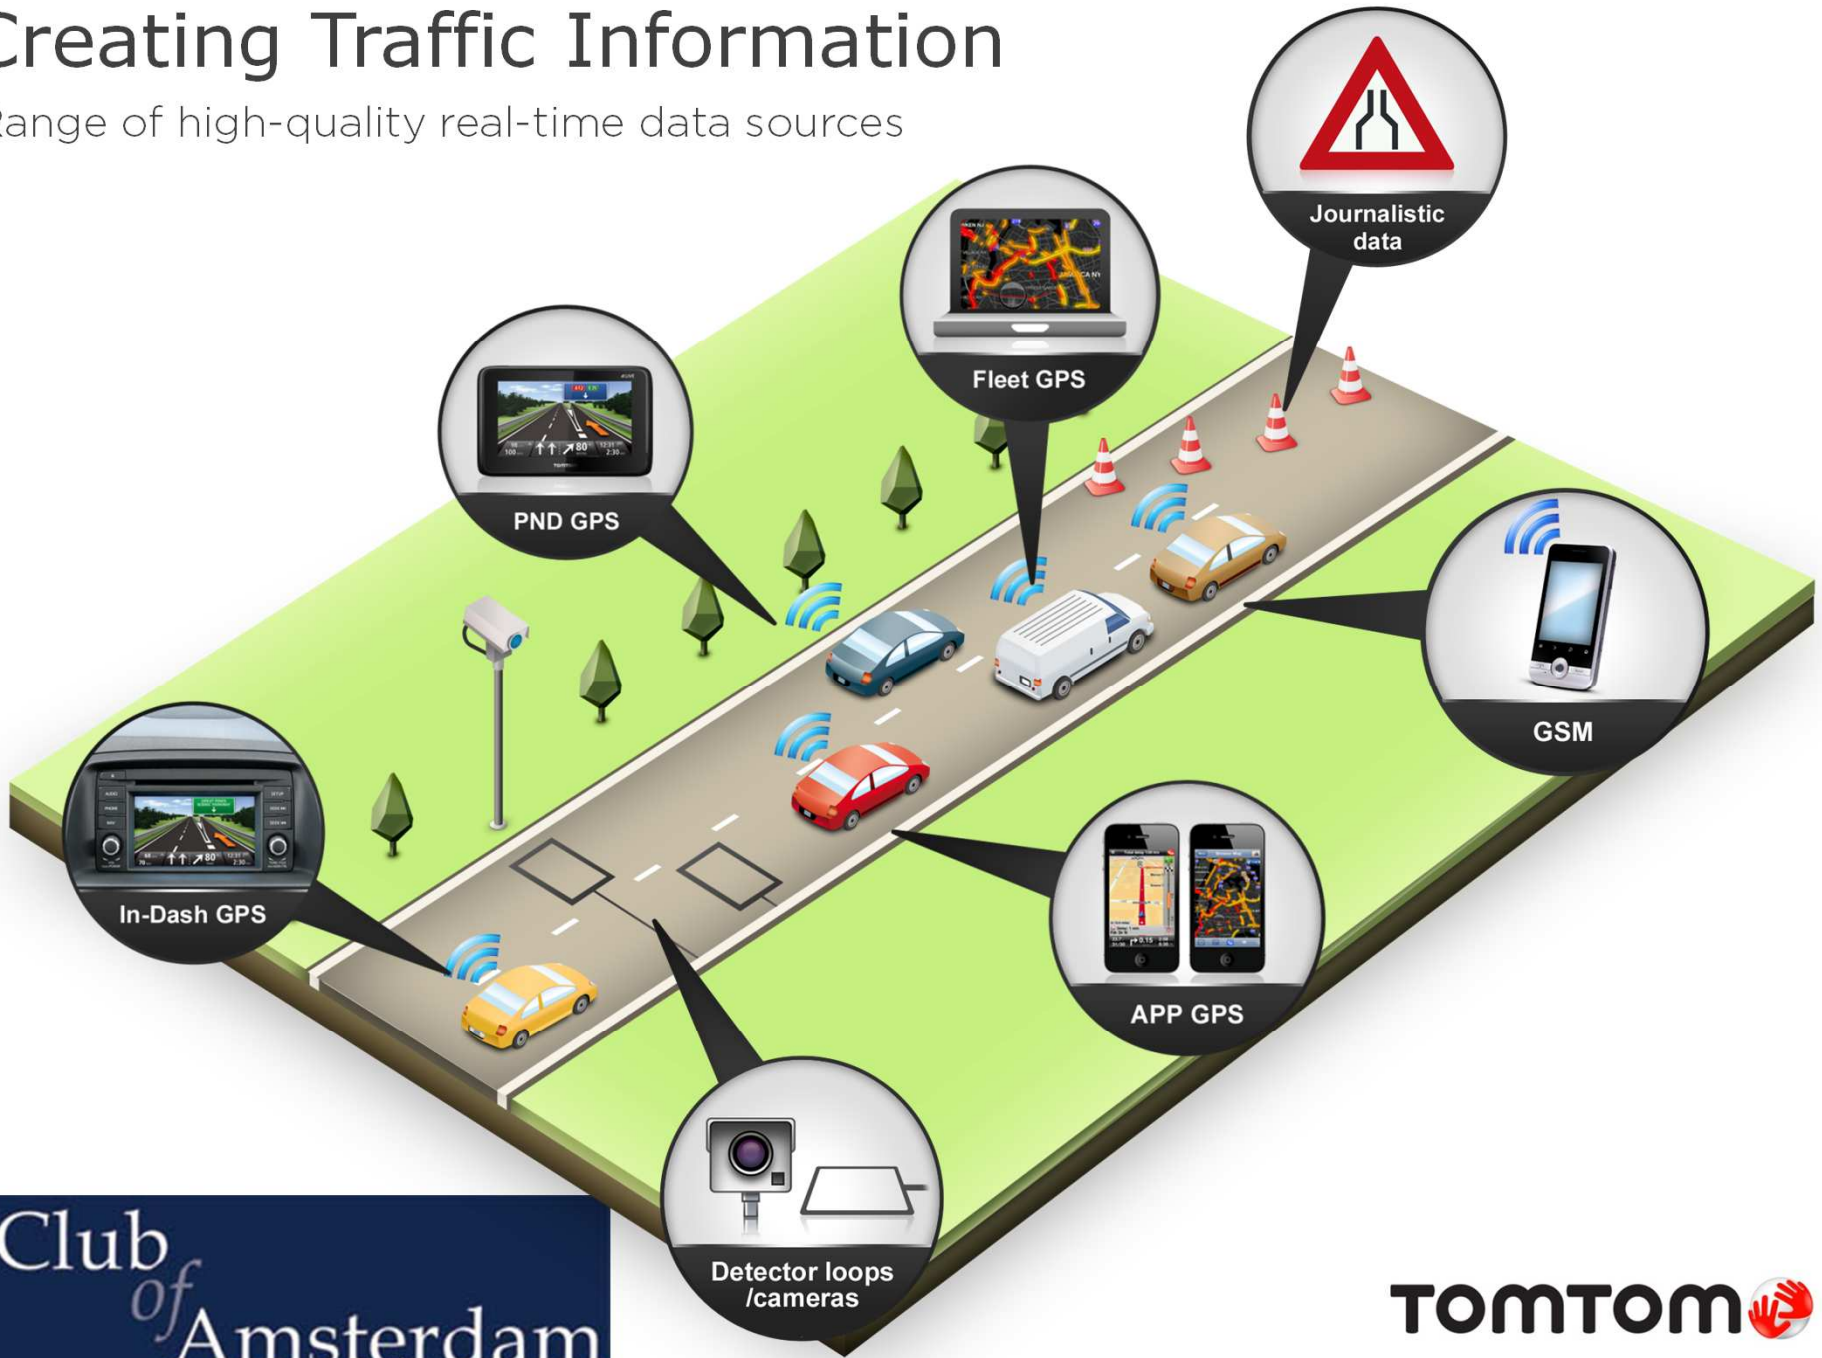 Creating Traffic Information
Range of high-quality real-time data sources
Journalistic
data
Fleet GPS
PND GPS
TOMTOM
GSM
In-Dash GPS
APP GPS
Detector loops
/cameras
Club
of
Amsterdam
TOMTOM